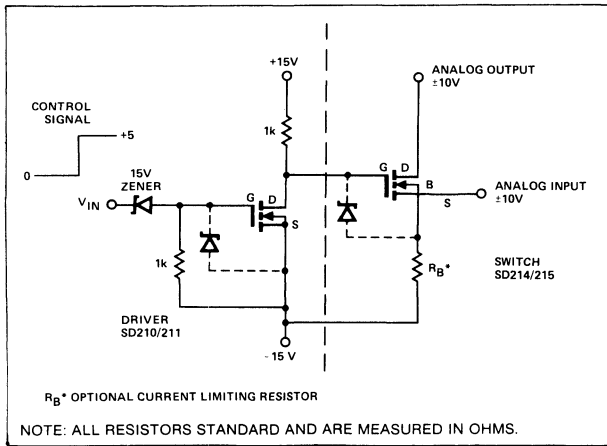 +15V
ANALOG OUTPUT
±10V
CONTROL
SIGNAL
+5
0
1k
15V
ZENER
G D
B
S
ANALOG INPUT
±10V
VIN
G D
S
1k
RB*
SWITCH
SD214/215
DRIVER
SD210/211
-15 V
RB* OPTIONAL CURRENT LIMITING RESISTOR
NOTE: ALL RESISTORS STANDARD AND ARE MEASURED IN OHMS.